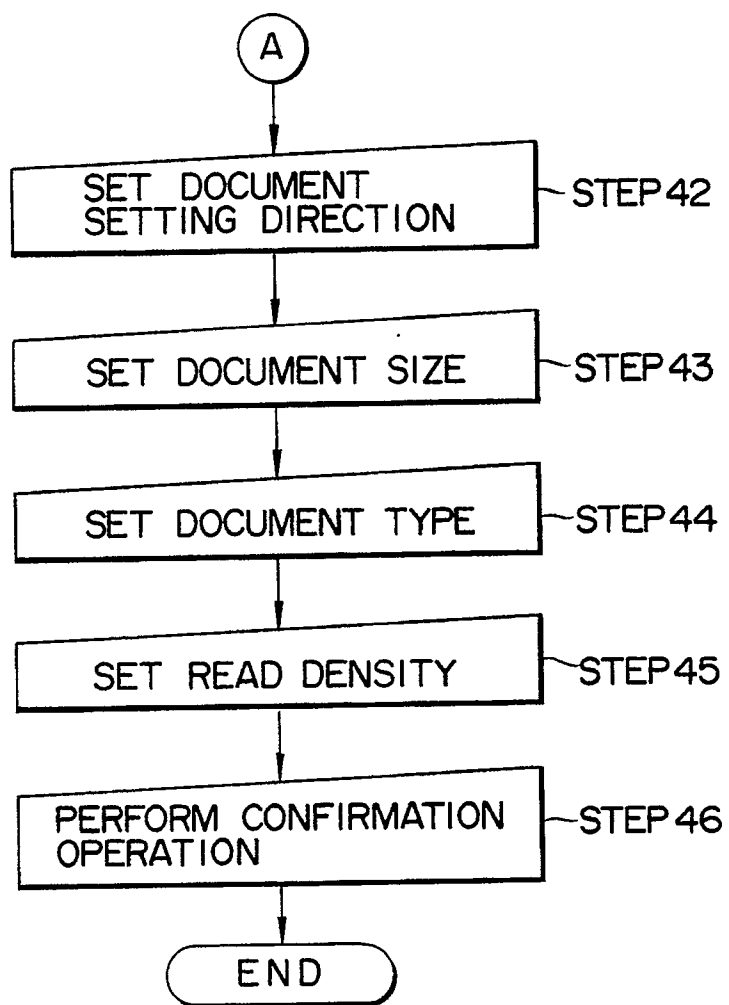 A
SET DOCUMENT
SETTING DIRECTION
STEP42
SET DOCUMENT SIZE
STEP43
SET DOCUMENT TYPE
STEP44
SET READ DENSITY
STEP45
PERFORM CONFIRMATION
OPERATION
STEP46
END